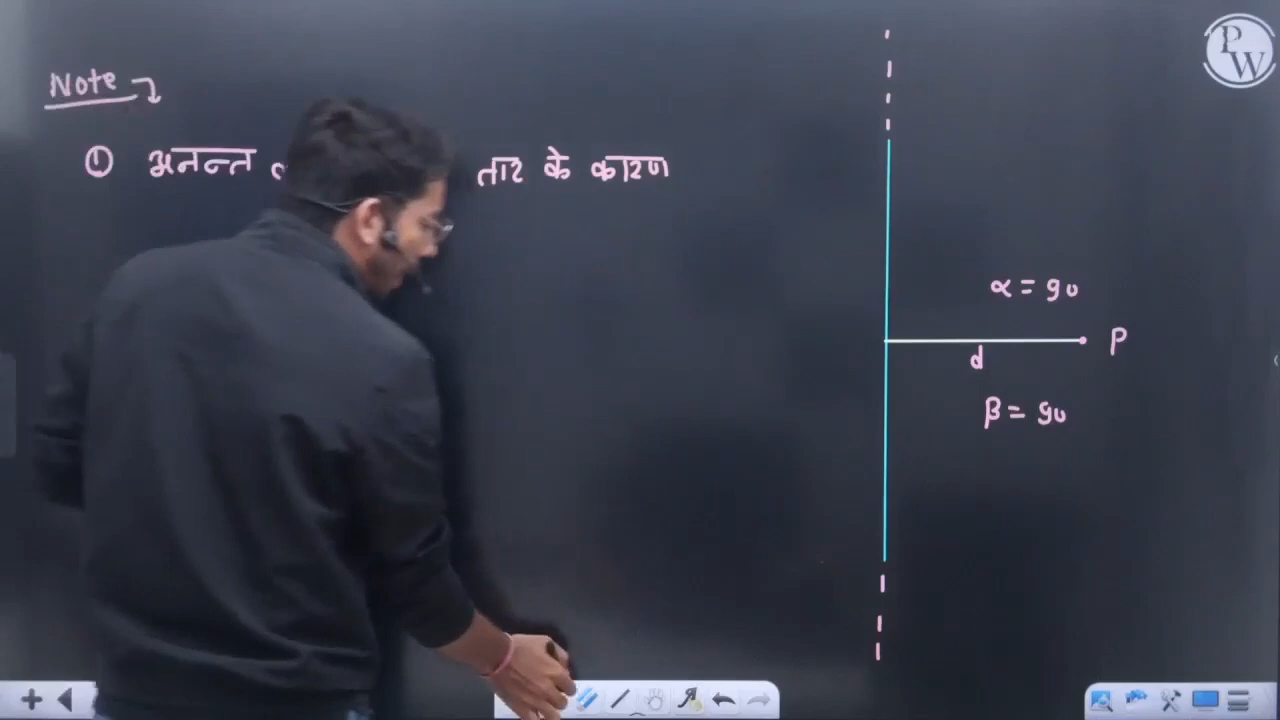 Note
① अनन्त तार के कारण
α = 90
d
P
β = 90
PW